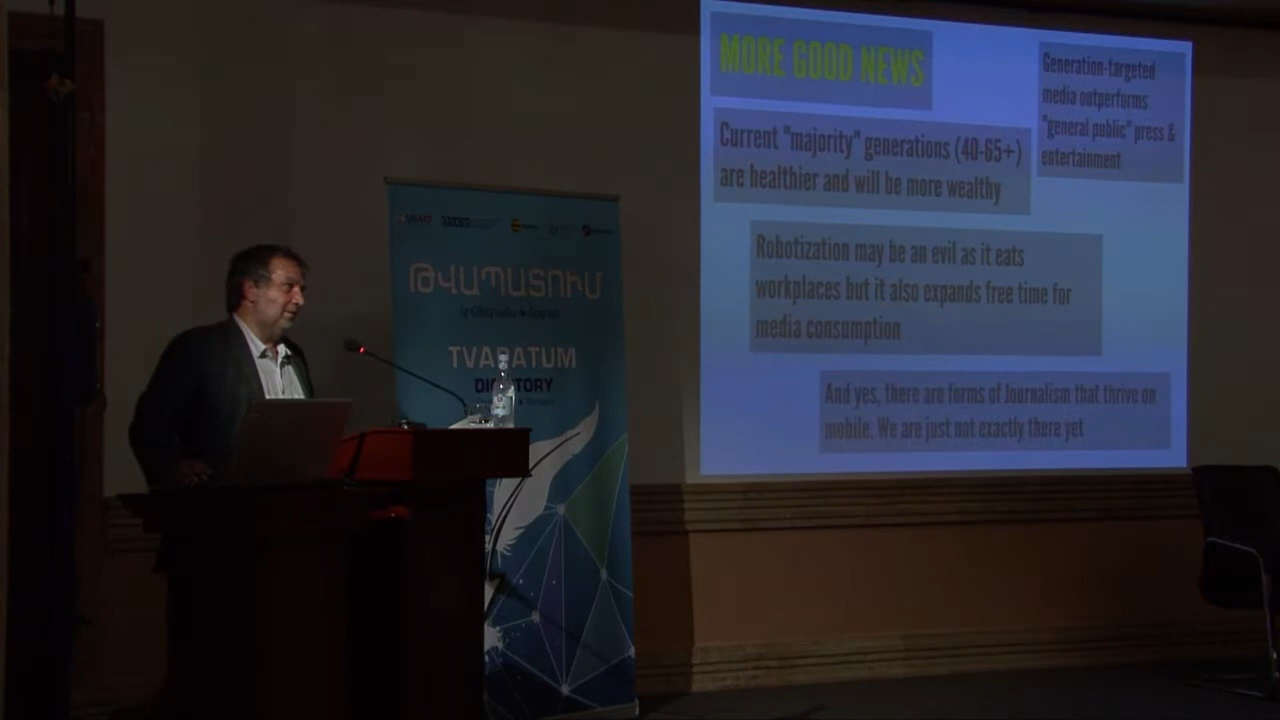 MORE GOOD NEWS
Generation-targeted
media outperforms
"general public" press &
entertainment
Current "majority" generations (40-65+)
are healthier and will be more wealthy
Robotization may be an evil as it eats
workplaces but it also expands free time for
media consumption
And yes, there are forms of Journalism that thrive on
mobile. We are just not exactly there yet
USAID
ԹՎԱՊԱՏՈՒՄ
TVAPATUM